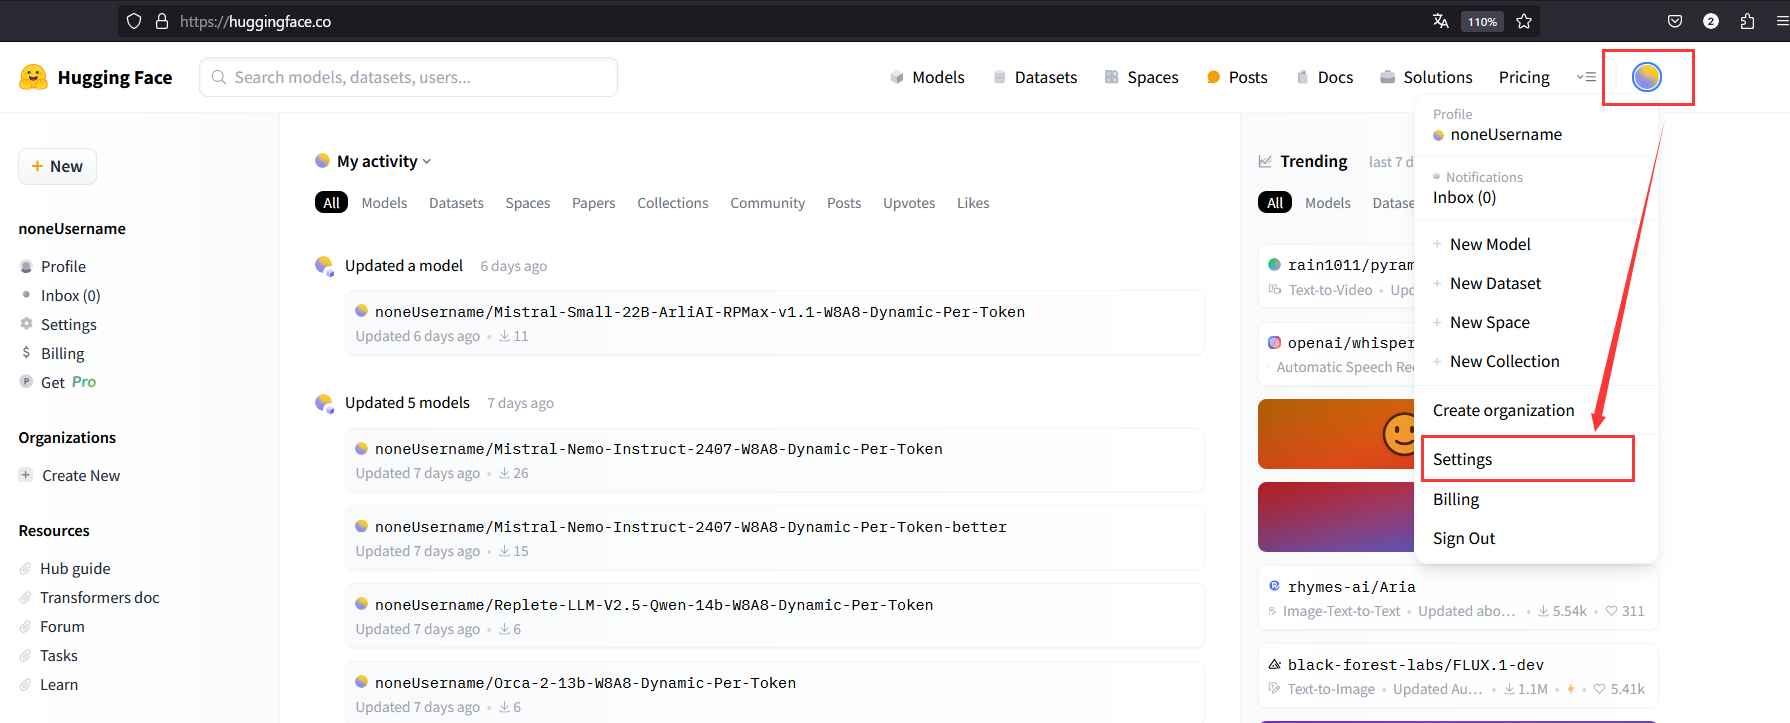 https://huggingface.co
110%
2
Hugging Face
Search models, datasets, users...
Models
Datasets
Spaces
Posts
Docs
Solutions
Pricing
+ New
noneUsername
Profile
Inbox (0)
Settings
$ Billing
P Get Pro
Organizations
+ Create New
Resources
Hub guide
Transformers doc
Forum
Tasks
Learn
My activity
All Models Datasets Spaces Papers Collections Community Posts Upvotes Likes
Updated a model 6 days ago
noneUsername/Mistral-Small-22B-ArliAI-RPMax-v1.1-W8A8-Dynamic-Per-Token
Updated 6 days ago • 11
Updated 5 models 7 days ago
noneUsername/Mistral-Nemo-Instruct-2407-W8A8-Dynamic-Per-Token
Updated 7 days ago • 26
noneUsername/Mistral-Nemo-Instruct-2407-W8A8-Dynamic-Per-Token-better
Updated 7 days ago • 15
noneUsername/Replete-LLM-V2.5-Qwen-14b-W8A8-Dynamic-Per-Token
Updated 7 days ago • 6
noneUsername/Orca-2-13b-W8A8-Dynamic-Per-Token
Updated 7 days ago • 6
Trending last 7 d
All Models Datase
rain1011/pyram
Text-to-Video • Upd
openai/whisper
Automatic Speech Rec
rhymes-ai/Aria
Image-Text-to-Text • Updated abo... • 5.54k • 311
black-forest-labs/FLUX.1-dev
Text-to-Image • Updated Au... • 1.1M • • 5.41k
Profile
noneUsername
Notifications
Inbox (0)
+ New Model
+ New Dataset
+ New Space
+ New Collection
Create organization
Settings
Billing
Sign Out